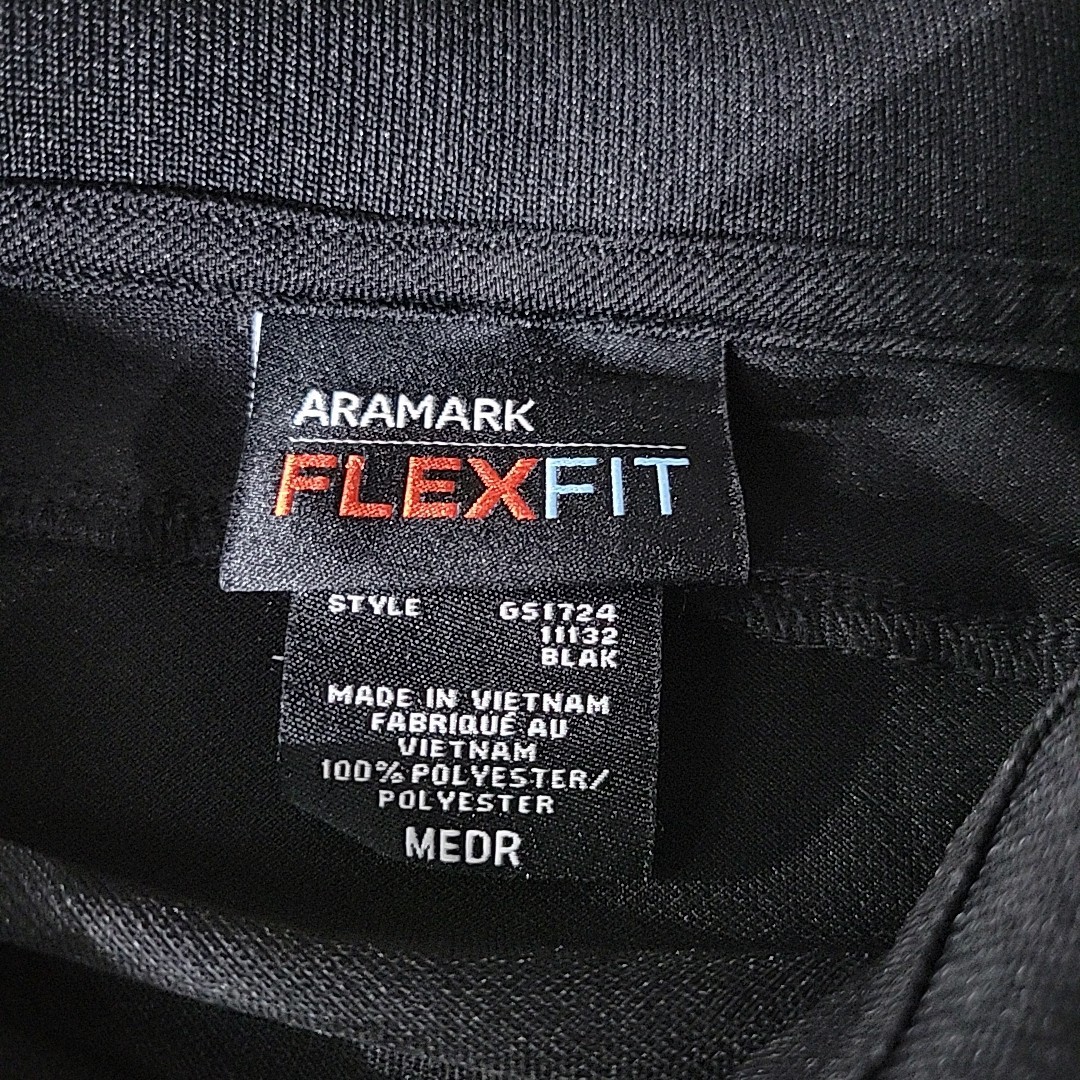 ARAMARK
FLEXFIT
STYLE GS1724
11132
BLAK
MADE IN VIETNAM
FABRIQUÉ AU
VIETNAM
100% POLYESTER/
POLYESTER
MEDR